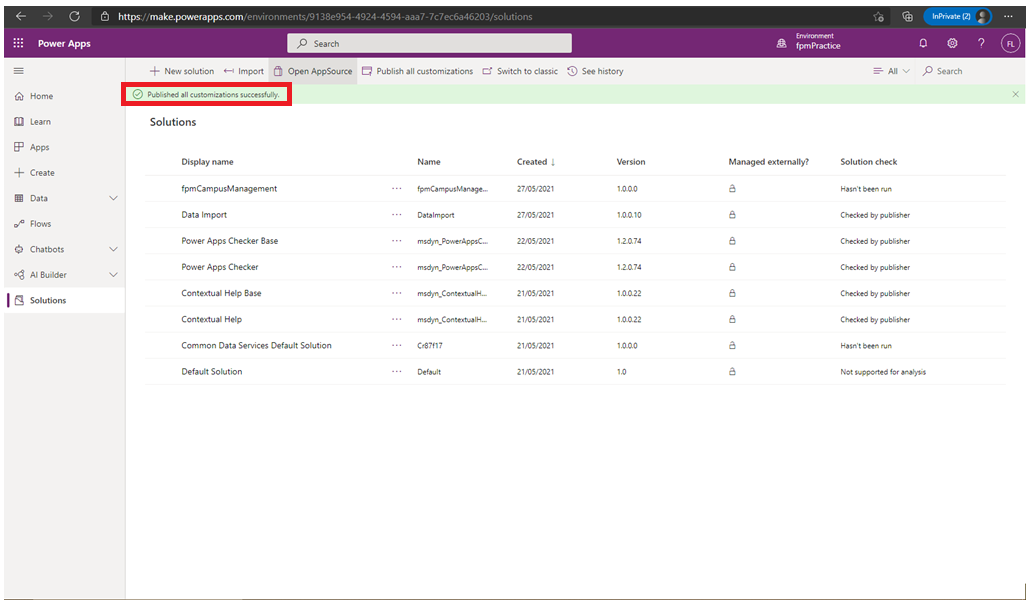 https://make.powerapps.com/environments/9138e954-4924-4594-aaa7-7c7ec6a46203/solutions InPrivate (2)
Power Apps Search Environment fpmPractice ? FL
New solution Import Open AppSource Publish all customizations Switch to classic See history All Search
Published all customizations successfully.
Home
Learn
Apps
Create
Data
Flows
Chatbots
AI Builder
Solutions
Solutions
Display name Name Created ↓ Version Managed externally? Solution check
fpmCampusManagement ... fpmCampusManage... 27/05/2021 1.0.0.0 Hasn't been run
Data Import ... DataImport 27/05/2021 1.0.0.10 Checked by publisher
Power Apps Checker Base ... msdyn_PowerAppsC... 22/05/2021 1.2.0.74 Checked by publisher
Power Apps Checker ... msdyn_PowerAppsC... 22/05/2021 1.2.0.74 Checked by publisher
Contextual Help Base ... msdyn_ContextualH... 21/05/2021 1.0.0.22 Checked by publisher
Contextual Help ... msdyn_ContextualH... 21/05/2021 1.0.0.22 Checked by publisher
Common Data Services Default Solution ... Cr87f17 21/05/2021 1.0.0.0 Hasn't been run
Default Solution ... Default 21/05/2021 1.0 Not supported for analysis